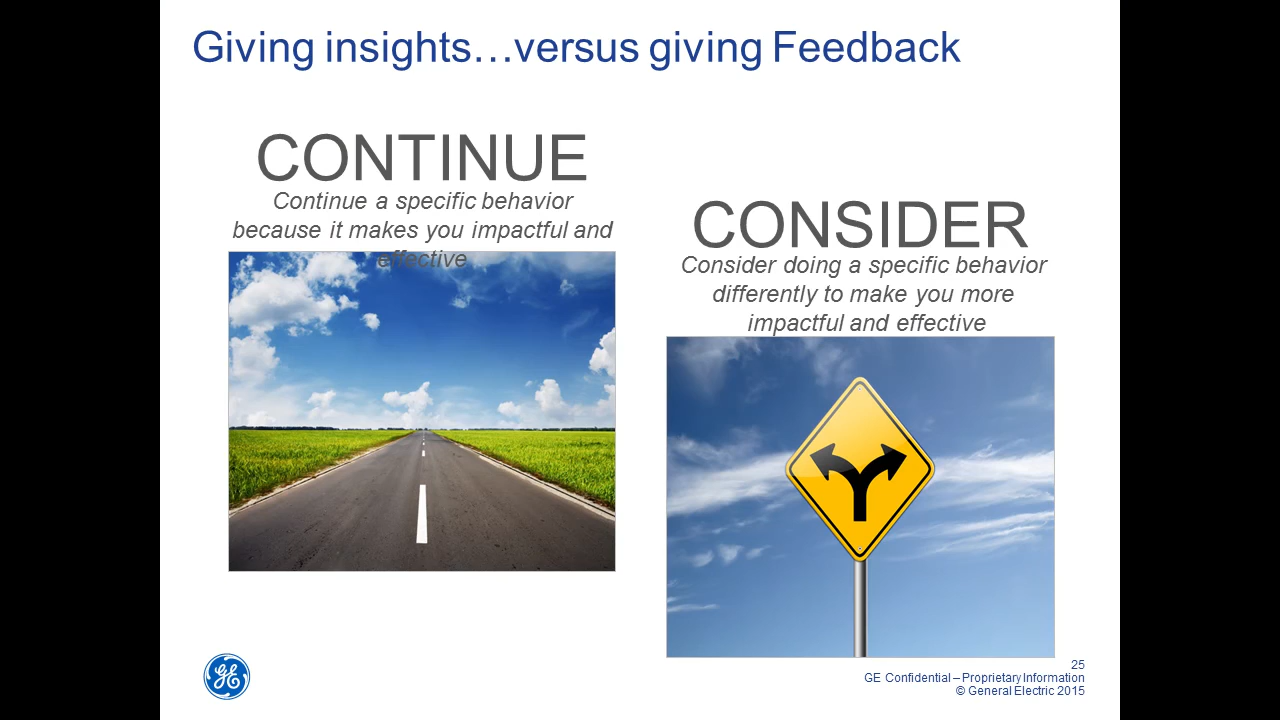 Giving insights…versus giving Feedback
CONTINUE
Continue a specific behavior
because it makes you impactful and
effective
CONSIDER
Consider doing a specific behavior
differently to make you more
impactful and effective
GE
25
GE Confidential – Proprietary Information
© General Electric 2015